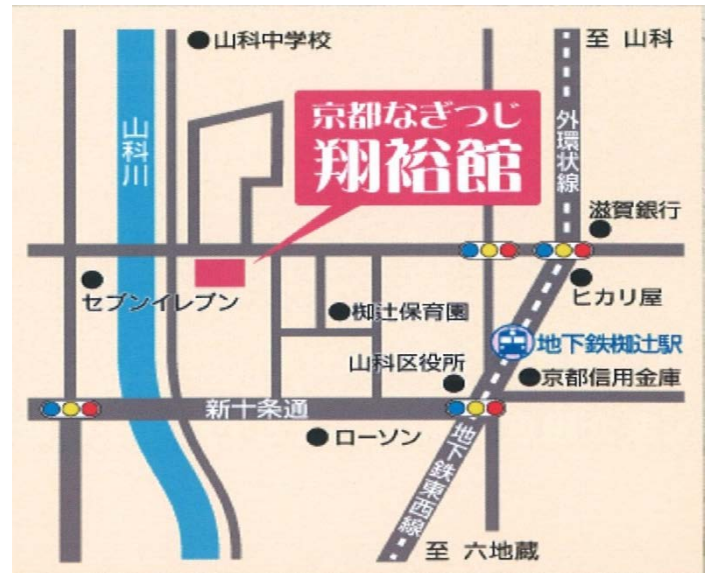 山科中学校
至 山科
京都なぎつじ
翔裕館
山科川
外環状線
滋賀銀行
セブンイレブン
ヒカリ屋
椥辻保育園
地下鉄椥辻駅
山科区役所
京都信用金庫
新十条通
ローソン
地下鉄東西線
至 六地蔵